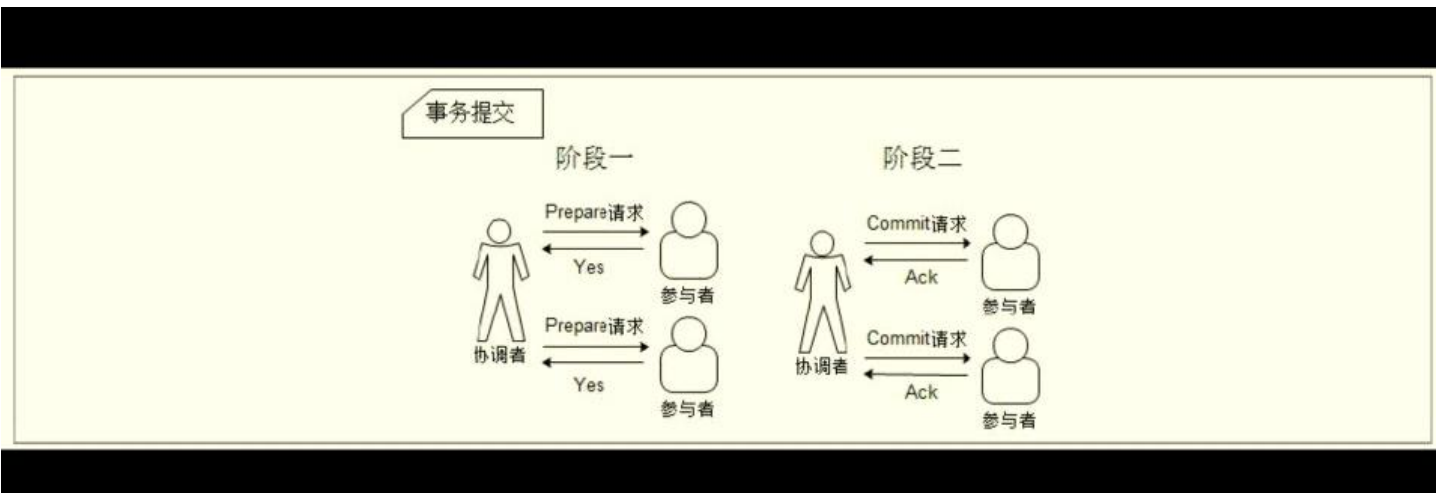 事务提交
阶段一
阶段二
Prepare请求
Yes
参与者
Prepare请求
Yes
参与者
协调者
Commit请求
Ack
参与者
Commit请求
Ack
参与者
协调者